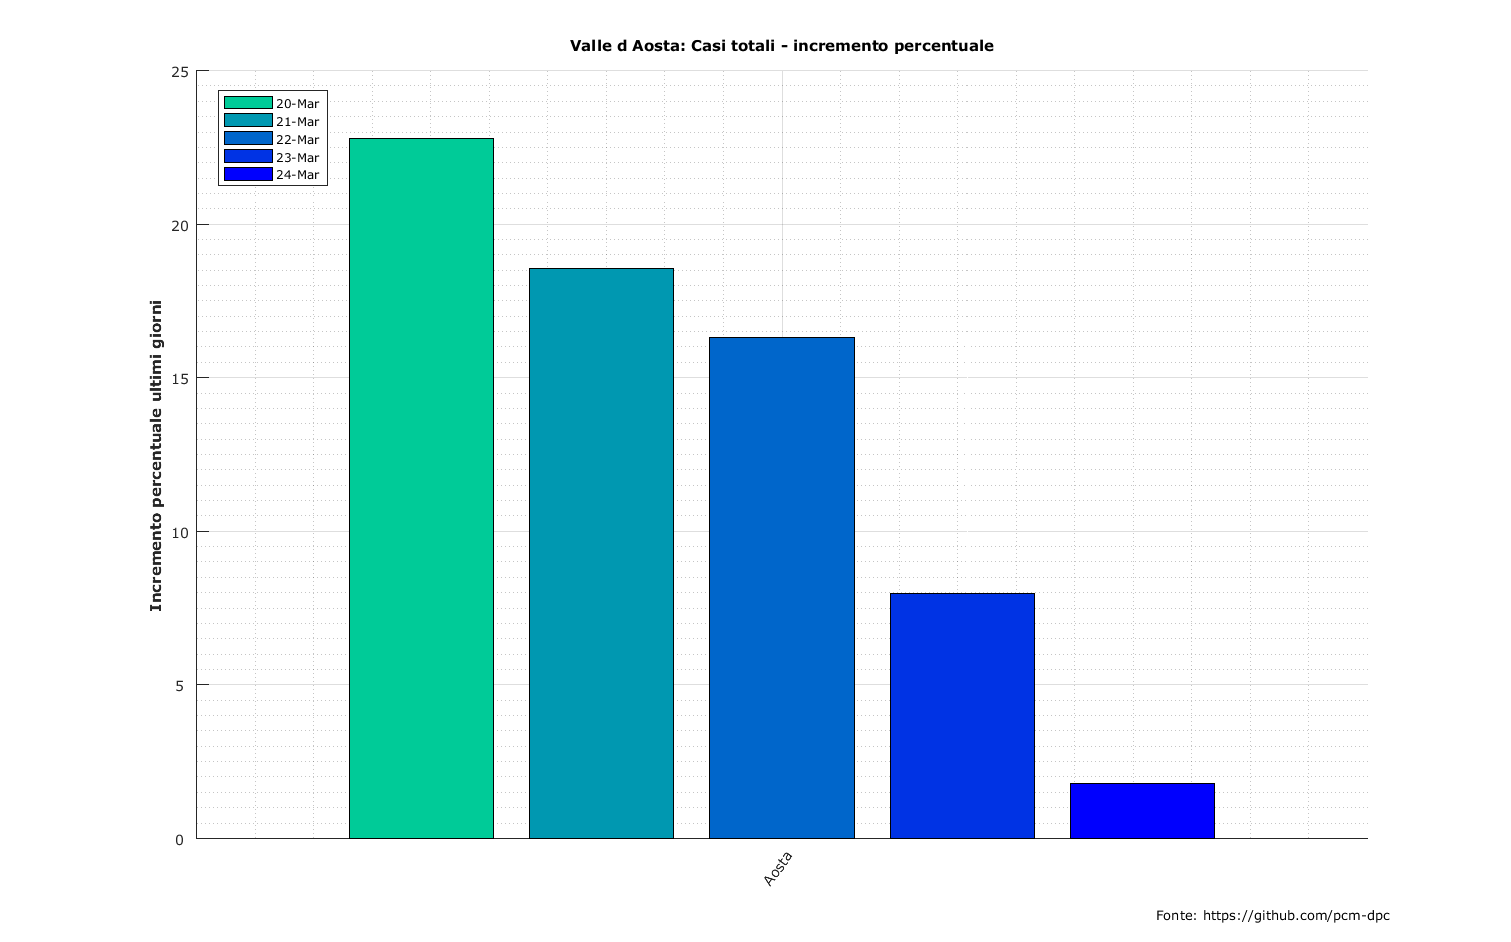 Valle d Aosta: Casi totali - incremento percentuale
25
20
15
10
5
0
Incremento percentuale ultimi giorni
20-Mar
21-Mar
22-Mar
23-Mar
24-Mar
Aosta
Fonte: https://github.com/pcm-dpc